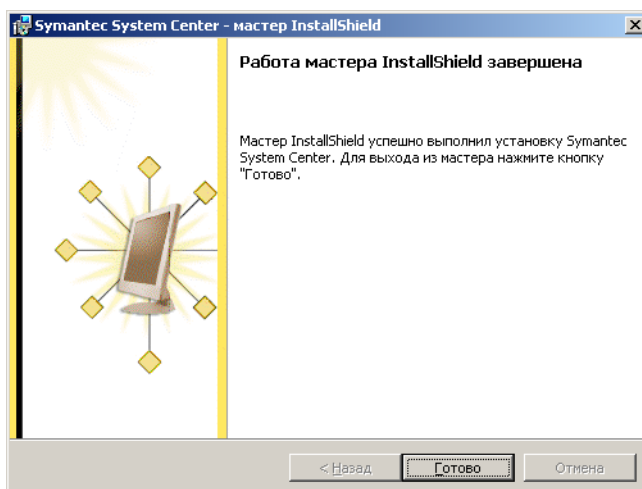 Symantec System Center - мастер InstallShield
Работа мастера InstallShield завершена
Мастер InstallShield успешно выполнил установку Symantec
System Center. Для выхода из мастера нажмите кнопку
"Готово".
< Назад Готово Отмена